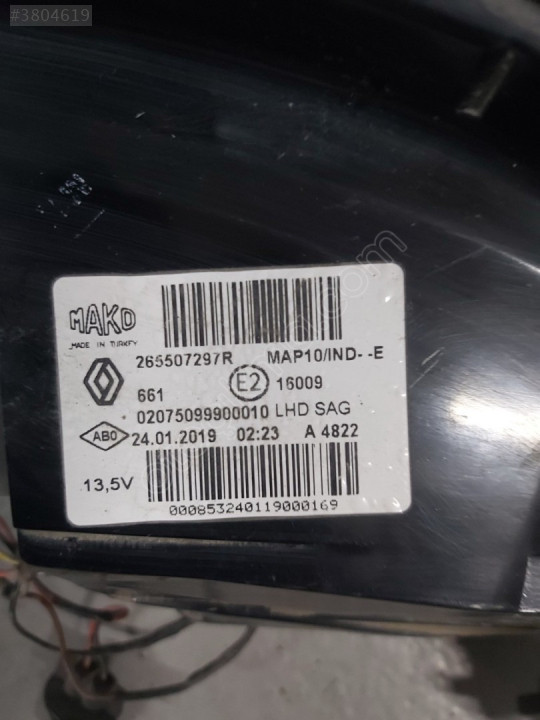 #3804619
MAKO
MADE IN TURKEY
265507297R MAP10/IND--E
661 E2 16009
02075099900010 LHD SAG
ABO 24.01.2019 02:23 A 4822
13,5V
000853240119000169